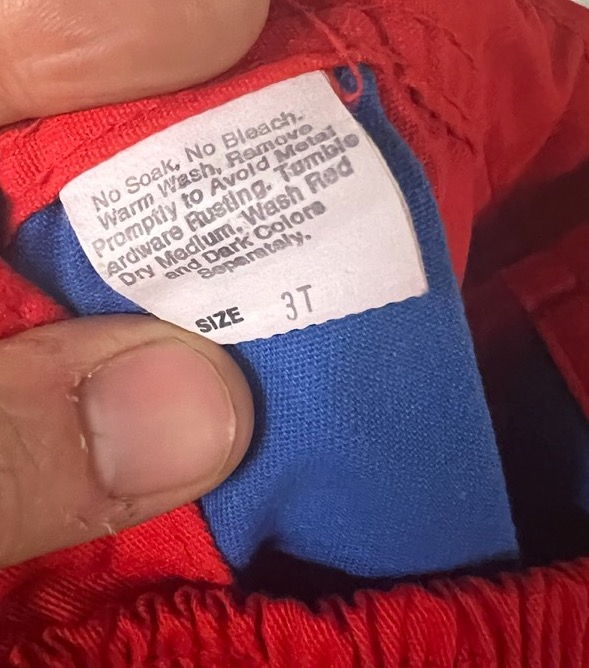 No Soak, No Bleach.
Warm Wash, Remove
Promptly to Avoid Metal
ardware Rusting. Tumble
Dry Medium. Wash Red
and Dark Colors
Separately.
SIZE 3T